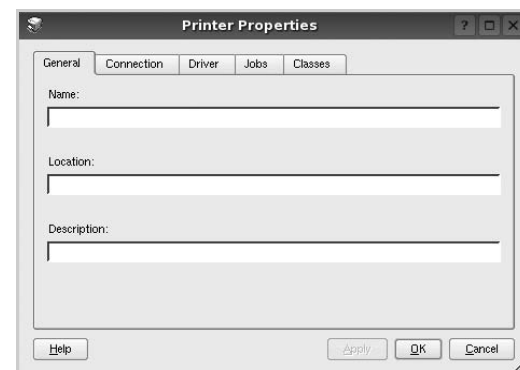 Printer Properties
General Connection Driver Jobs Classes
Name:
Location:
Description:
Help Apply OK Cancel